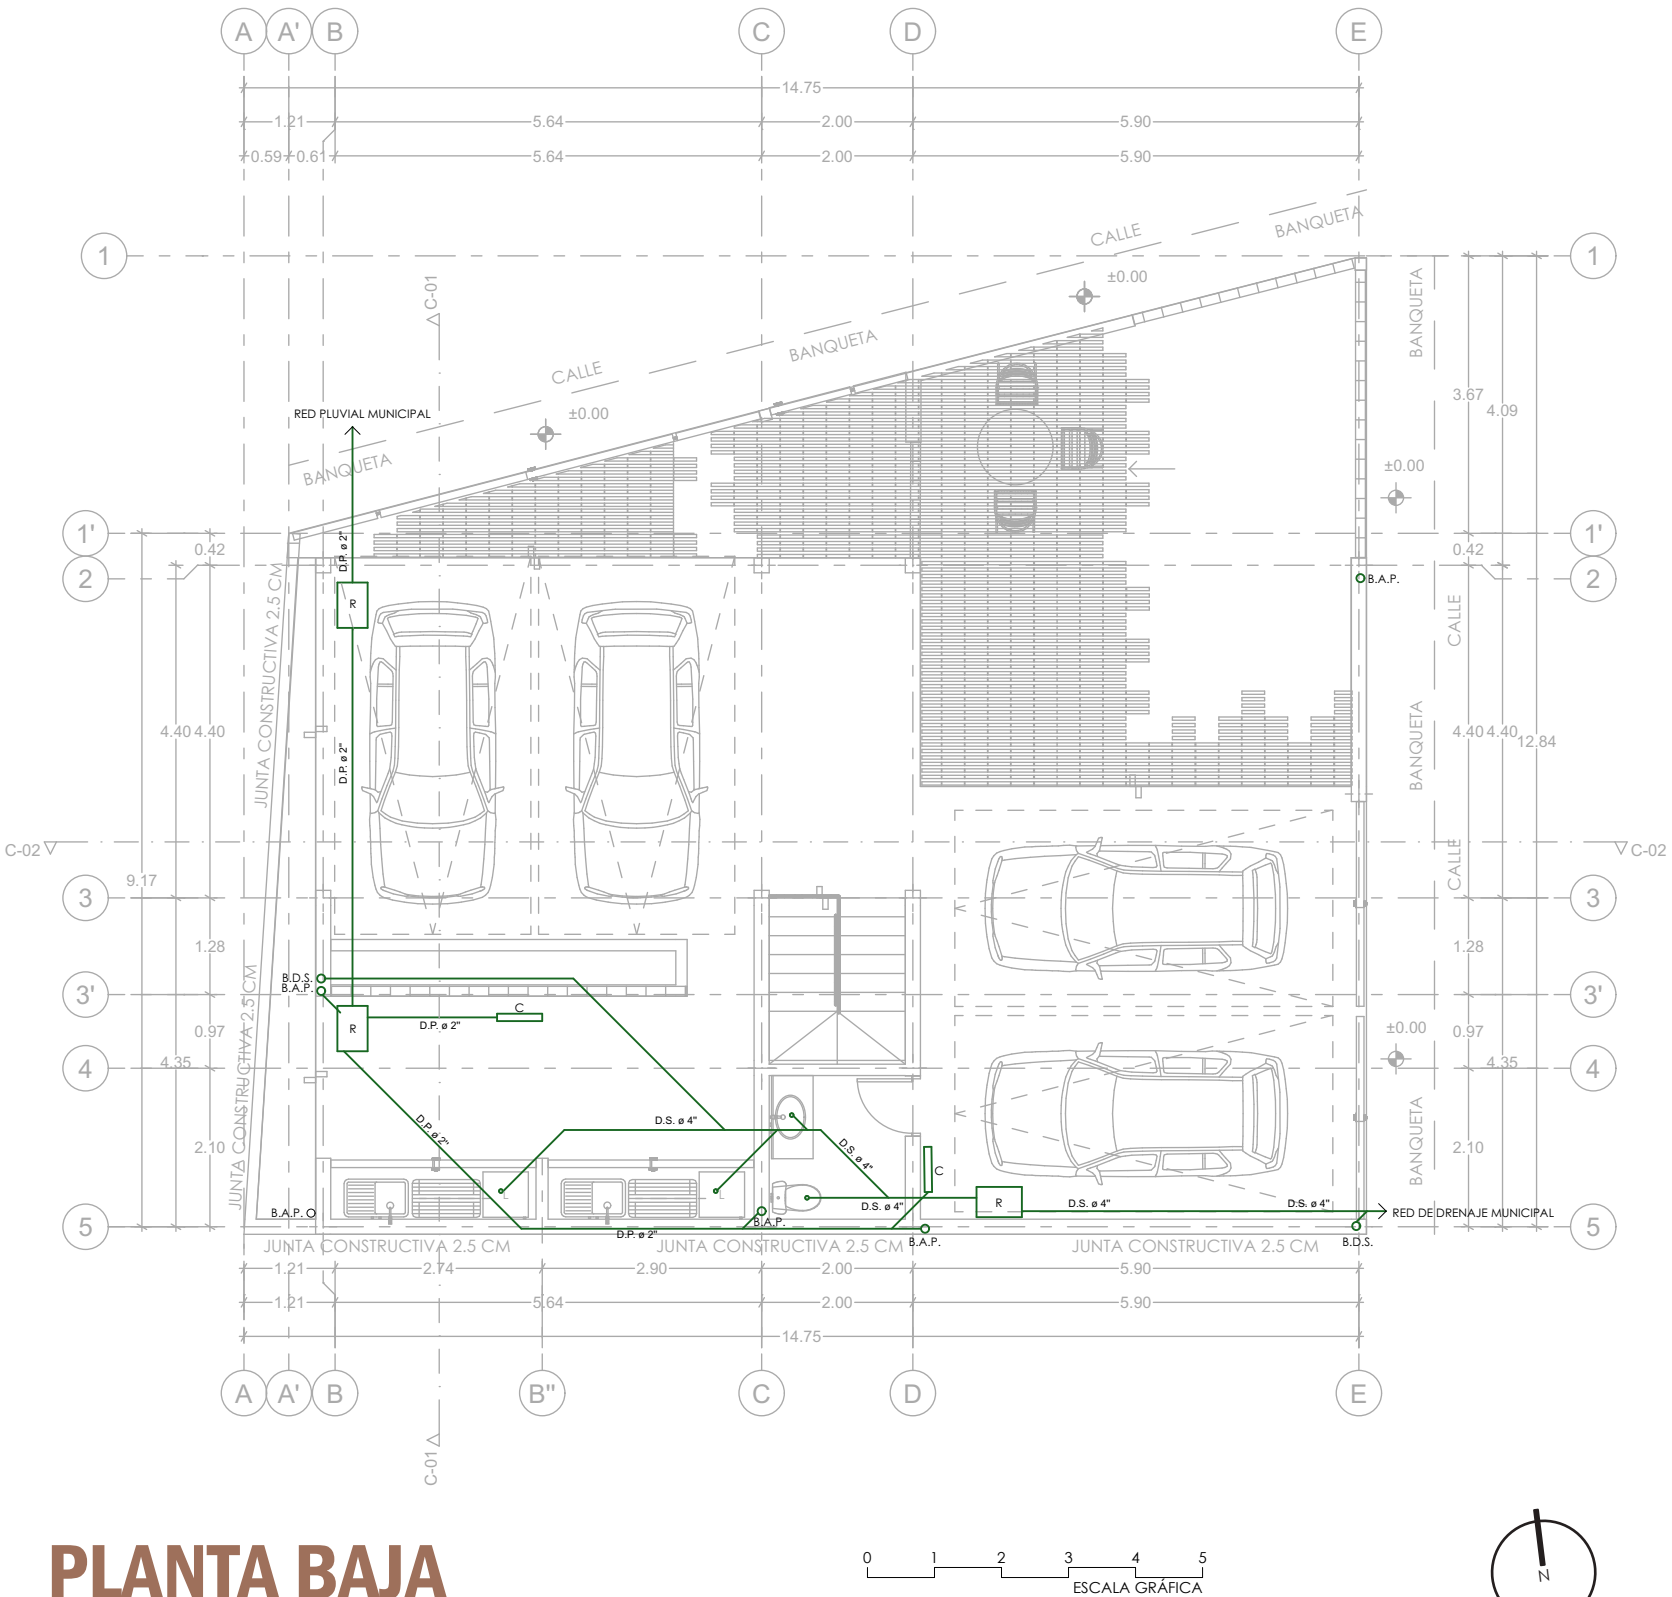 A A' B C D E
14.75
1.21 5.64 2.00 5.90
0.59 0.61 5.64 2.00 5.90
CALLE
BANQUETA
1
1
±0.00
C-01
BANQUETA
CALLE
BANQUETA
3.67
4.09
RED PLUVIAL MUNICIPAL
±0.00
BANQUETA
±0.00
1'
0.42
D.P. ø 2"
0.42
1'
2
B.A.P.
2
JUNTA CONSTRUCTIVA 2.5 CM
R
CALLE
4.40
4.40
D.P. ø 2"
BANQUETA
4.40
4.40
12.84
C-02
C-02
CALLE
9.17
3
3
1.28
1.28
B.D.S.
B.A.P.
3'
3'
JUNTA CONSTRUCTIVA 2.5 CM
C
R
D.P. ø 2"
0.97
±0.00
0.97
4.35
4.35
4
4
D.P. ø 2"
D.S. ø 4"
D.S. ø 4"
2.10
BANQUETA
2.10
C
R
D.S. ø 4"
D.S. ø 4"
D.S. ø 4"
B.A.P.
B.A.P.
RED DE DRENAJE MUNICIPAL
5
5
D.P. ø 2"
B.A.P.
B.D.S.
JUNTA CONSTRUCTIVA 2.5 CM
JUNTA CONSTRUCTIVA 2.5 CM
JUNTA CONSTRUCTIVA 2.5 CM
1.21 2.74 2.90 2.00 5.90
1.21 5.64 2.00 5.90
14.75
A A' B B" C D E
C-01
PLANTA BAJA
0 1 2 3 4 5
ESCALA GRÁFICA
N